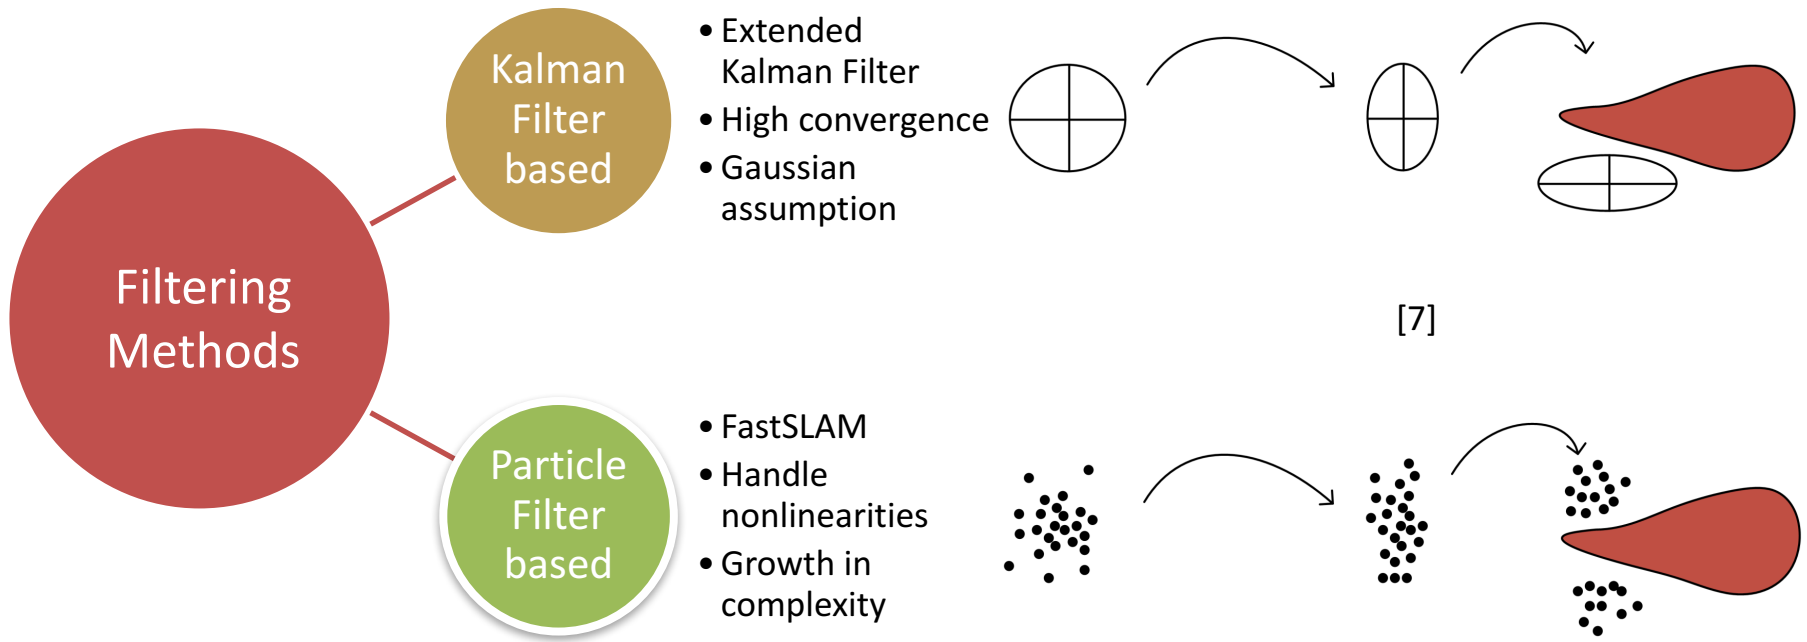 Filtering
Methods
Kalman
Filter
based
• Extended
Kalman Filter
• High convergence
• Gaussian
assumption
[7]
Particle
Filter
based
• FastSLAM
• Handle
nonlinearities
• Growth in
complexity